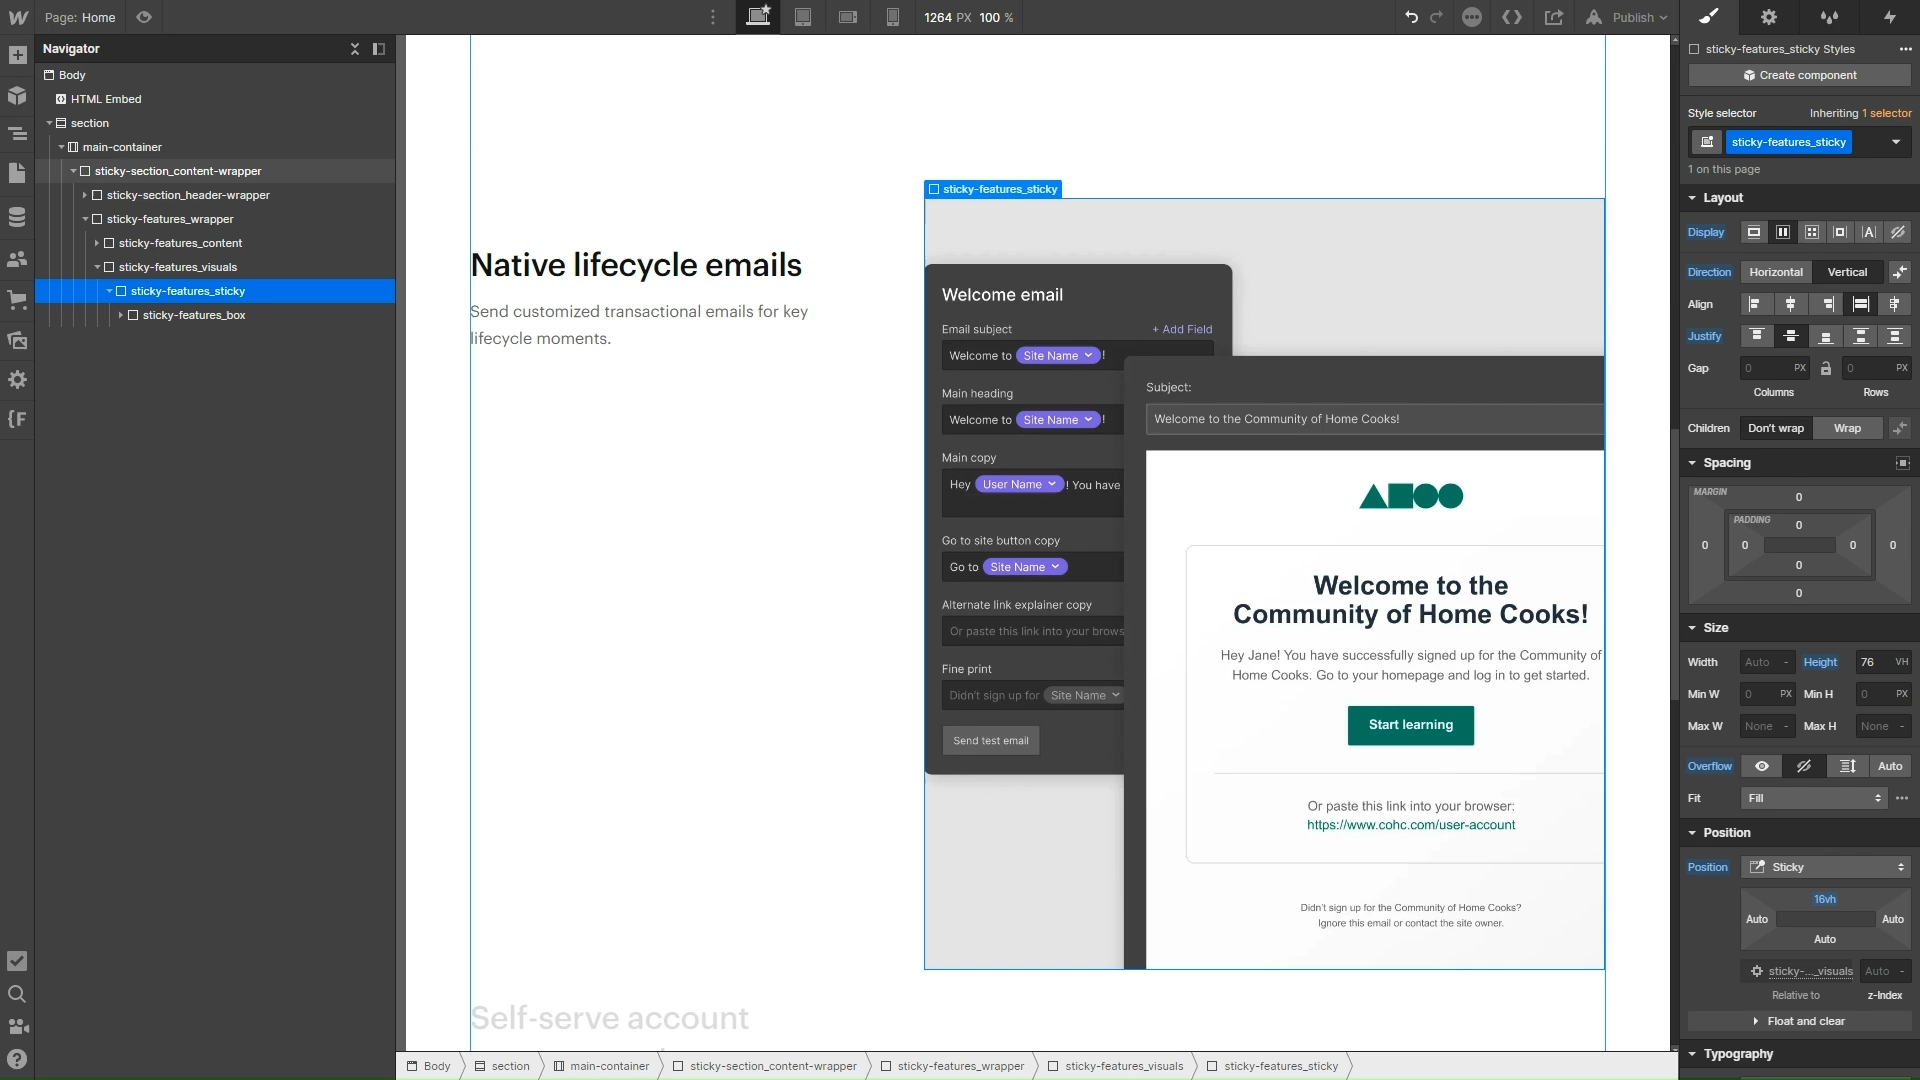 Page: Home
1264 PX 100 %
Publish
Navigator
Body
HTML Embed
section
main-container
sticky-section_content-wrapper
sticky-section_header-wrapper
sticky-features_wrapper
sticky-features_content
sticky-features_visuals
sticky-features_sticky
sticky-features_box
sticky-features_sticky
Native lifecycle emails
Send customized transactional emails for key
lifecycle moments.
Self-serve account
Welcome email
Email subject + Add Field
Welcome to Site Name !
Main heading
Welcome to Site Name !
Main copy
Hey User Name ! You have
Go to site button copy
Go to Site Name
Alternate link explainer copy
Or paste this link into your brows
Fine print
Didn't sign up for Site Name
Send test email
Subject:
Welcome to the Community of Home Cooks!
Welcome to the
Community of Home Cooks!
Hey Jane! You have successfully signed up for the Community of
Home Cooks. Go to your homepage and log in to get started.
Start learning
Or paste this link into your browser:
https://www.cohc.com/user-account
Didn't sign up for the Community of Home Cooks?
Ignore this email or contact the site owner.
Body section main-container sticky-section_content-wrapper sticky-features_wrapper sticky-features_visuals sticky-features_sticky
sticky-features_sticky Styles
Create component
Style selector Inheriting 1 selector
sticky-features_sticky
1 on this page
Layout
Display
Direction Horizontal Vertical
Align
Justify
Gap 0 PX 0 PX
Columns Rows
Children Don't wrap Wrap
Spacing
MARGIN 0
PADDING 0
0 0 0 0
0
0
Size
Width Auto - Height 76 VH
Min W 0 PX Min H 0 PX
Max W None - Max H None -
Overflow Auto
Fit Fill
Position
Position Sticky
16vh
Auto Auto
Auto
sticky-..._visuals Auto -
Relative to z-Index
Float and clear
Typography